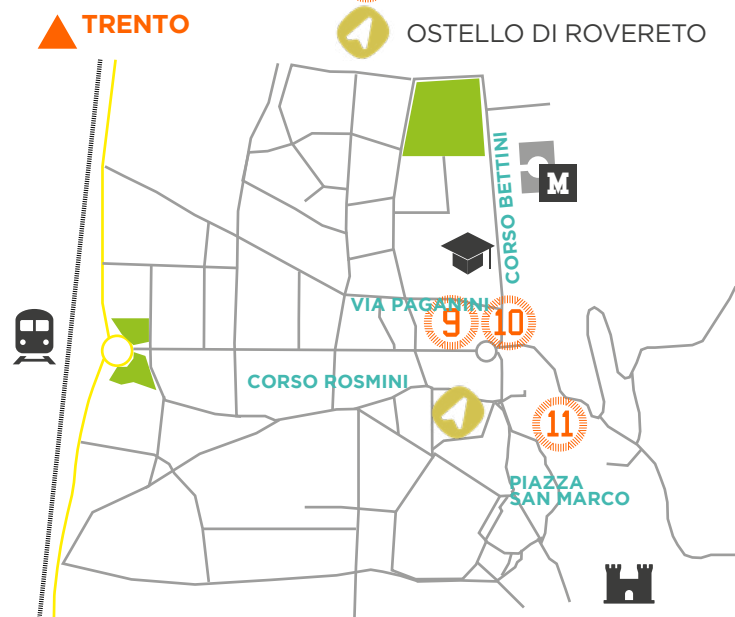 TRENTO
OSTELLO DI ROVERETO
CORSO BETTINI
M
VIA PAGANINI
9
10
CORSO ROSMINI
11
PIAZZA
SAN MARCO